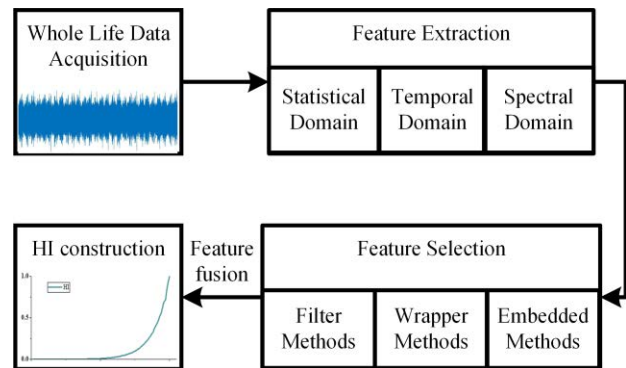 Whole Life Data
Acquisition
Feature Extraction
Statistical
Domain
Temporal
Domain
Spectral
Domain
HI construction
1.0
HI
0.5
0.0
Feature
fusion
Feature Selection
Filter
Methods
Wrapper
Methods
Embedded
Methods